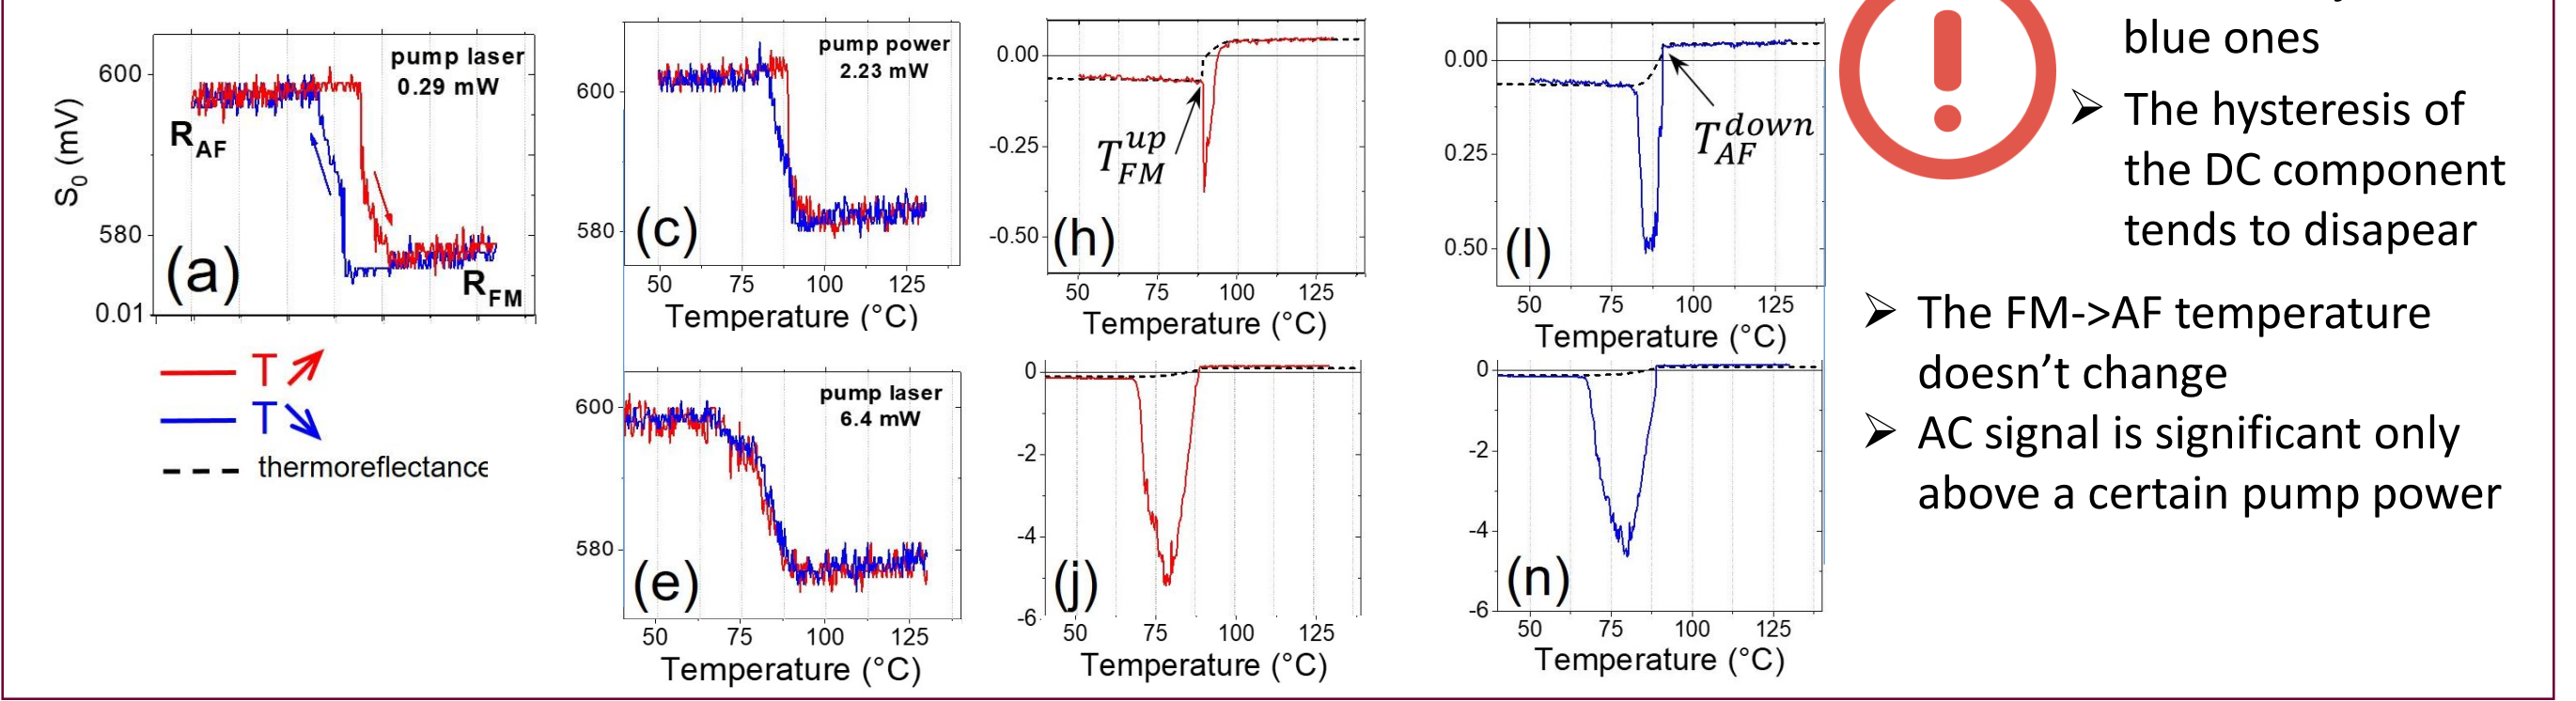 600
580
0.01
S0 (mV)
pump laser
0.29 mW
RAF
RFM
(a)
T
T
thermoreflectance
600
580
pump power
2.23 mW
(c)
50 75 100 125
Temperature (°C)
600
580
pump laser
6.4 mW
(e)
50 75 100 125
Temperature (°C)
0.00
-0.25
-0.50
T up FM
(h)
50 75 100 125
Temperature (°C)
0
-2
-4
-6
(j)
50 75 100 125
Temperature (°C)
0.00
0.25
0.50
T down AF
(l)
50 75 100 125
Temperature (°C)
0
-2
-4
-6
(n)
50 75 100 125
Temperature (°C)
blue ones
➢ The hysteresis of
the DC component
tends to disapear
➢ The FM->AF temperature
doesn’t change
➢ AC signal is significant only
above a certain pump power